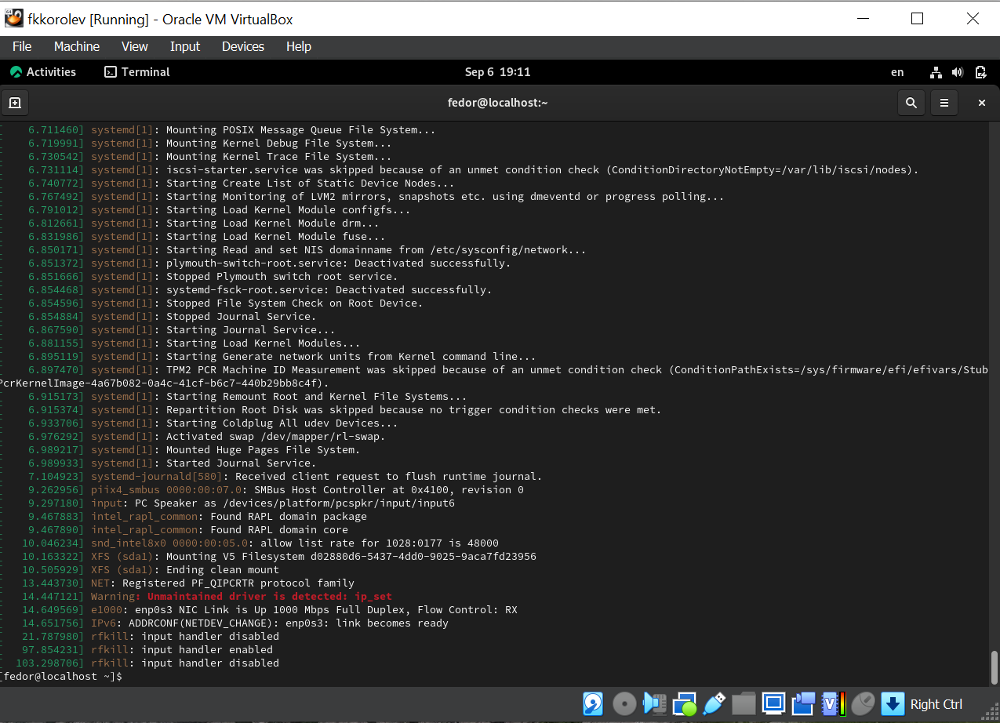 fkkorolev [Running] - Oracle VM VirtualBox
File Machine View Input Devices Help
Activities Terminal Sep 6 19:11 en
fedor@localhost:~
[ 6.711460] systemd[1]: Mounting POSIX Message Queue File System...
[ 6.719991] systemd[1]: Mounting Kernel Debug File System...
[ 6.730542] systemd[1]: Mounting Kernel Trace File System...
[ 6.731114] systemd[1]: iscsi-starter.service was skipped because of an unmet condition check (ConditionDirectoryNotEmpty=/var/lib/iscsi/nodes).
[ 6.740772] systemd[1]: Starting Create List of Static Device Nodes...
[ 6.767492] systemd[1]: Starting Monitoring of LVM2 mirrors, snapshots etc. using dmeventd or progress polling...
[ 6.791012] systemd[1]: Starting Load Kernel Module configfs...
[ 6.812661] systemd[1]: Starting Load Kernel Module drm...
[ 6.831986] systemd[1]: Starting Load Kernel Module fuse...
[ 6.850171] systemd[1]: Starting Read and set NIS domainname from /etc/sysconfig/network...
[ 6.851372] systemd[1]: plymouth-switch-root.service: Deactivated successfully.
[ 6.851666] systemd[1]: Stopped Plymouth switch root service.
[ 6.854468] systemd[1]: systemd-fsck-root.service: Deactivated successfully.
[ 6.854596] systemd[1]: Stopped File System Check on Root Device.
[ 6.854884] systemd[1]: Stopped Journal Service.
[ 6.867590] systemd[1]: Starting Journal Service...
[ 6.881155] systemd[1]: Starting Load Kernel Modules...
[ 6.895119] systemd[1]: Starting Generate network units from Kernel command line...
[ 6.897470] systemd[1]: TPM2 PCR Machine ID Measurement was skipped because of an unmet condition check (ConditionPathExists=/sys/firmware/efi/efivars/Stub
PcrKernelImage-4a67b082-0a4c-41cf-b6c7-440b29bb8c4f).
[ 6.915173] systemd[1]: Starting Remount Root and Kernel File Systems...
[ 6.915374] systemd[1]: Repartition Root Disk was skipped because no trigger condition checks were met.
[ 6.933706] systemd[1]: Starting Coldplug All udev Devices...
[ 6.976292] systemd[1]: Activated swap /dev/mapper/rl-swap.
[ 6.989217] systemd[1]: Mounted Huge Pages File System.
[ 6.989933] systemd[1]: Started Journal Service.
[ 7.104923] systemd-journald[580]: Received client request to flush runtime journal.
[ 9.262956] piix4_smbus 0000:00:07.0: SMBus Host Controller at 0x4100, revision 0
[ 9.297180] input: PC Speaker as /devices/platform/pcspkr/input/input6
[ 9.467883] intel_rapl_common: Found RAPL domain package
[ 9.467890] intel_rapl_common: Found RAPL domain core
[ 10.046234] snd_intel8x0 0000:00:05.0: allow list rate for 1028:0177 is 48000
[ 10.163322] XFS (sda1): Mounting V5 Filesystem d02880d6-5437-4dd0-9025-9aca7fd23956
[ 10.505929] XFS (sda1): Ending clean mount
[ 13.443730] NET: Registered PF_QIPCRTR protocol family
[ 14.447121] Warning: Unmaintained driver is detected: ip_set
[ 14.649569] e1000: enp0s3 NIC Link is Up 1000 Mbps Full Duplex, Flow Control: RX
[ 14.651756] IPv6: ADDRCONF(NETDEV_CHANGE): enp0s3: link becomes ready
[ 21.787980] rfkill: input handler disabled
[ 97.854231] rfkill: input handler enabled
[ 103.298706] rfkill: input handler disabled
[fedor@localhost ~]$
Right Ctrl